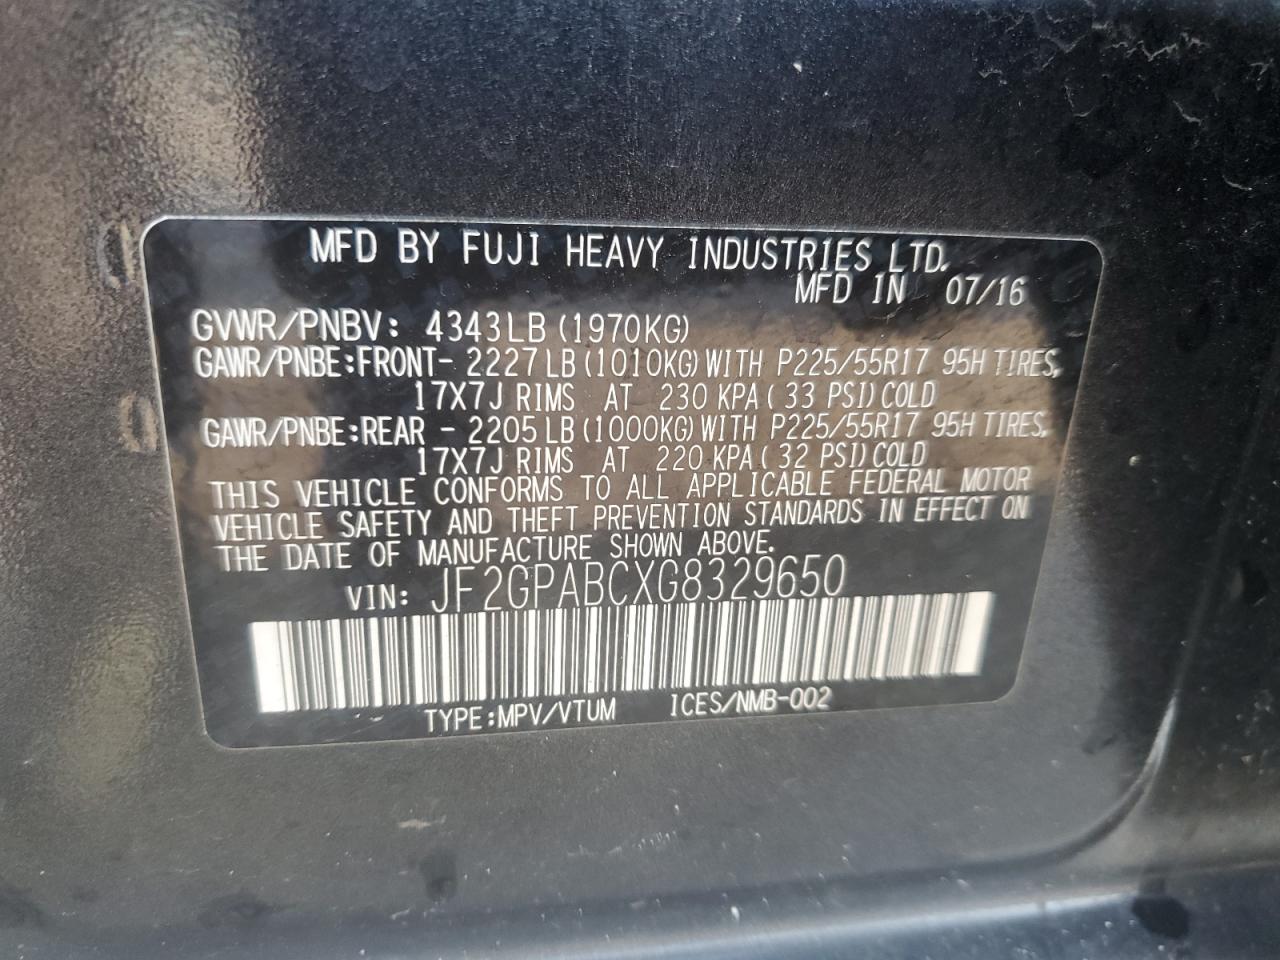 MFD BY FUJI HEAVY INDUSTRIES LTD.
MFD IN 07/16
GVWR/PNBV: 4343LB (1970KG)
GAWR/PNBE:FRONT- 2227LB (1010KG) WITH P225/55R17 95H TIRES,
17X7J RIMS AT 230 KPA ( 33 PSI) COLD
GAWR/PNBE:REAR - 2205LB (1000KG) WITH P225/55R17 95H TIRES,
17X7J RIMS AT 220 KPA ( 32 PSI) COLD
THIS VEHICLE CONFORMS TO ALL APPLICABLE FEDERAL MOTOR
VEHICLE SAFETY AND THEFT PREVENTION STANDARDS IN EFFECT ON
THE DATE OF MANUFACTURE SHOWN ABOVE.
VIN: JF2GPABCXG8329650
TYPE:MPV/VTUM ICES/NMB-002